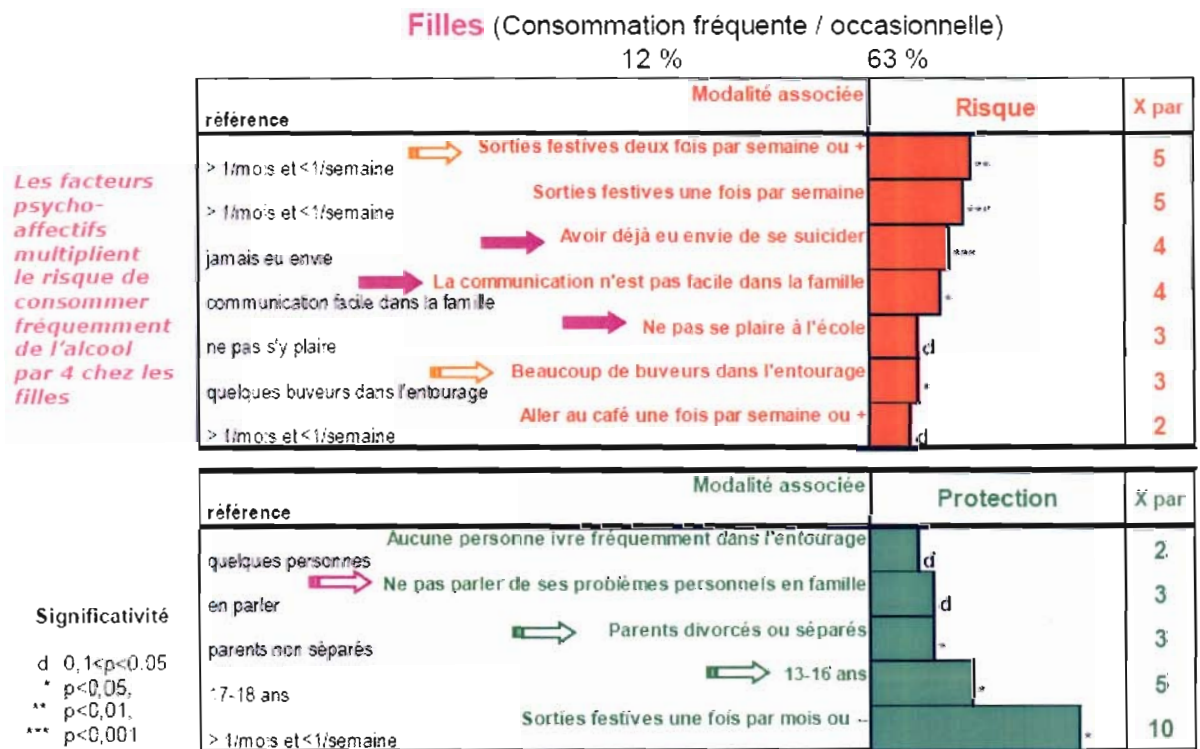 Filles (Consommation fréquente / occasionnelle)
12 % 63 %
Modalité associée
référence
Risque
X par
Sorties festives deux fois par semaine ou +
> 1/mois et <1/semaine
**
5
Sorties festives une fois par semaine
> 1/mois et <1/semaine
***
5
Avoir déjà eu envie de se suicider
jamais eu envie
***
4
La communication n'est pas facile dans la famille
communication facile dans la famille
*
4
Ne pas se plaire à l'école
ne pas s'y plaire
d
3
Beaucoup de buveurs dans l'entourage
quelques buveurs dans l'entourage
*
3
Aller au café une fois par semaine ou +
> 1/mois et <1/semaine
d
2
Les facteurs
psycho-
affectifs
multiplient
le risque de
consommer
fréquemment
de l'alcool
par 4 chez les
filles
Modalité associée
référence
Protection
X par
Aucune personne ivre fréquemment dans l'entourage
quelques personnes
d
2
Ne pas parler de ses problèmes personnels en famille
en parler
d
3
Parents divorcés ou séparés
parents non séparés
*
3
13-16 ans
17-18 ans
*
5
Sorties festives une fois par mois ou -
> 1/mois et <1/semaine
*
10
Significativité
d 0,1<p<0.05
* p<0,05,
** p<0,01,
*** p<0,001